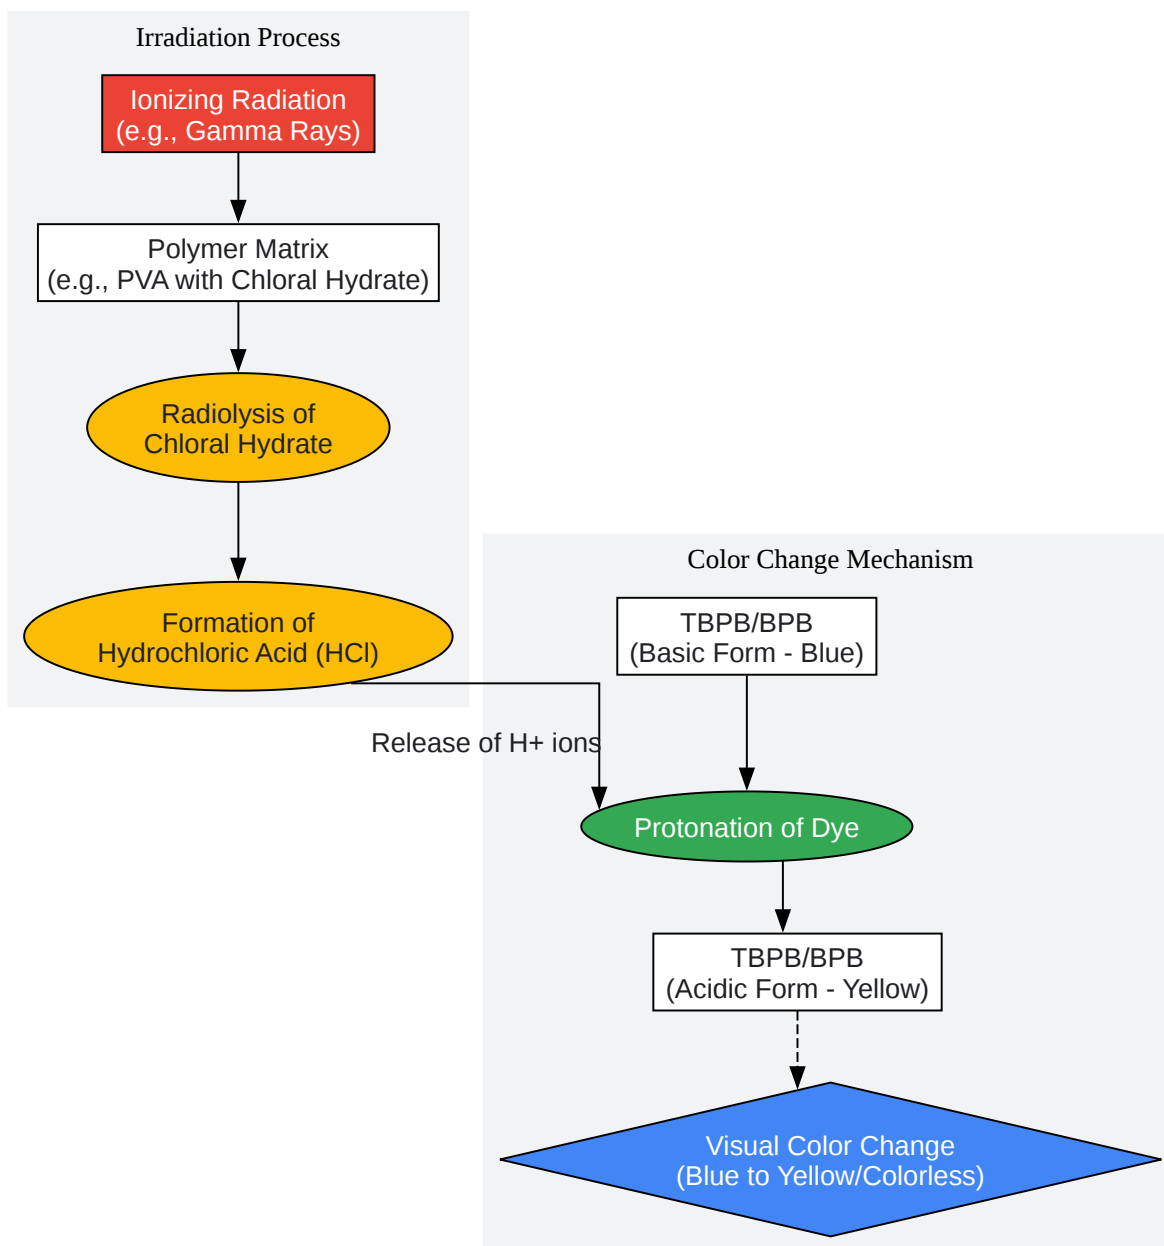 Irradiation Process
Ionizing Radiation
(e.g., Gamma Rays)
Polymer Matrix
(e.g., PVA with Chloral Hydrate)
Radiolysis of
Chloral Hydrate
Formation of
Hydrochloric Acid (HCl)
Release of H+ ions
Color Change Mechanism
TBPB/BPB
(Basic Form - Blue)
Protonation of Dye
TBPB/BPB
(Acidic Form - Yellow)
Visual Color Change
(Blue to Yellow/Colorless)